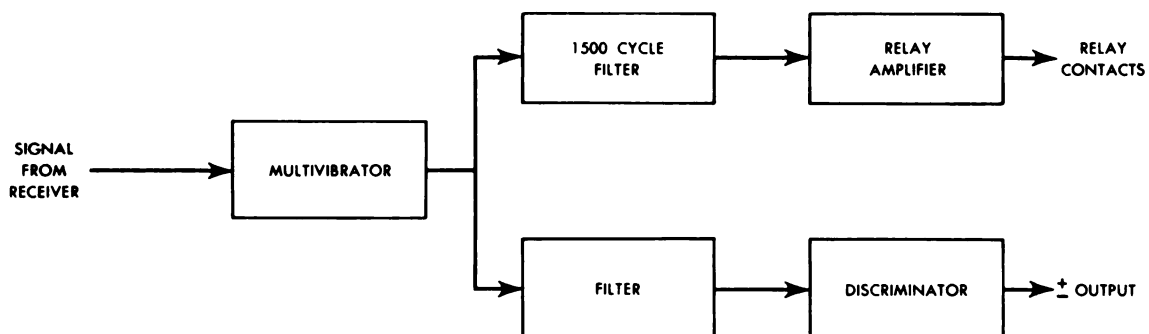 1500 CYCLE
FILTER
RELAY
AMPLIFIER
RELAY
CONTACTS
SIGNAL
FROM
RECEIVER
MULTIVIBRATOR
FILTER
DISCRIMINATOR
± OUTPUT